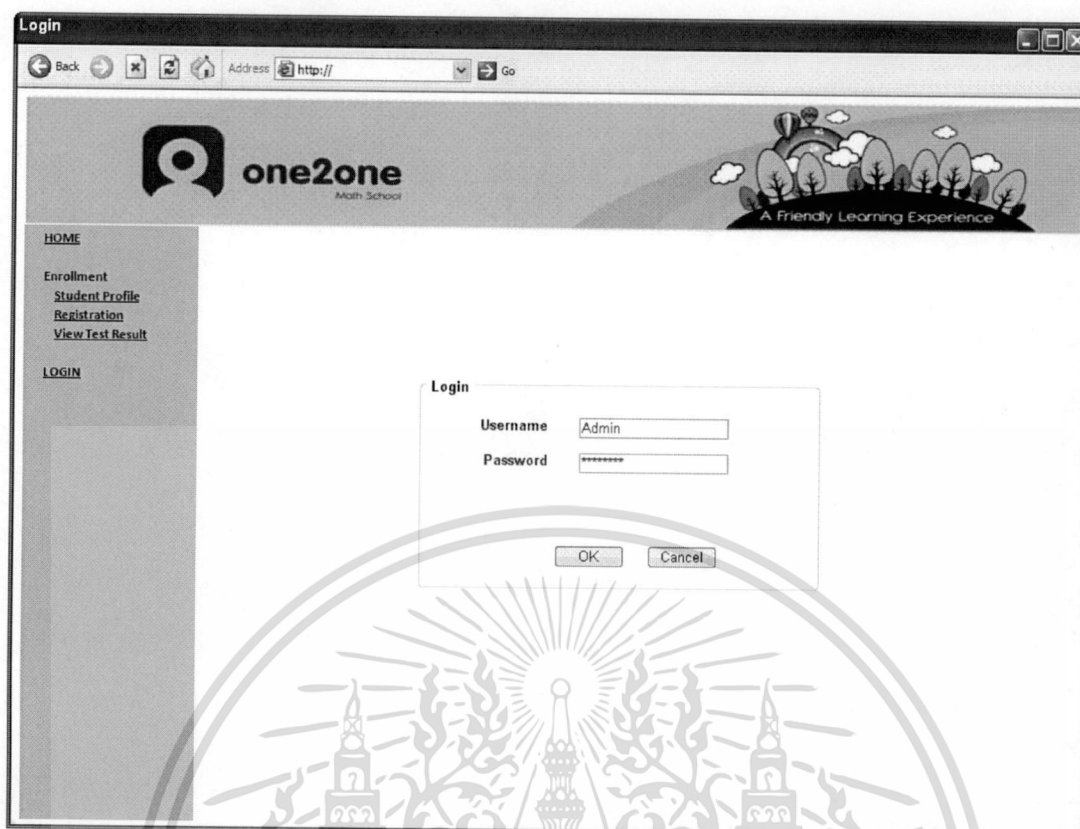 Login
Back Address http:// Go
one2one
Math School
A Friendly Learning Experience
HOME
Enrollment
Student Profile
Registration
View Test Result
LOGIN
Login
Username Admin
Password ********
OK Cancel